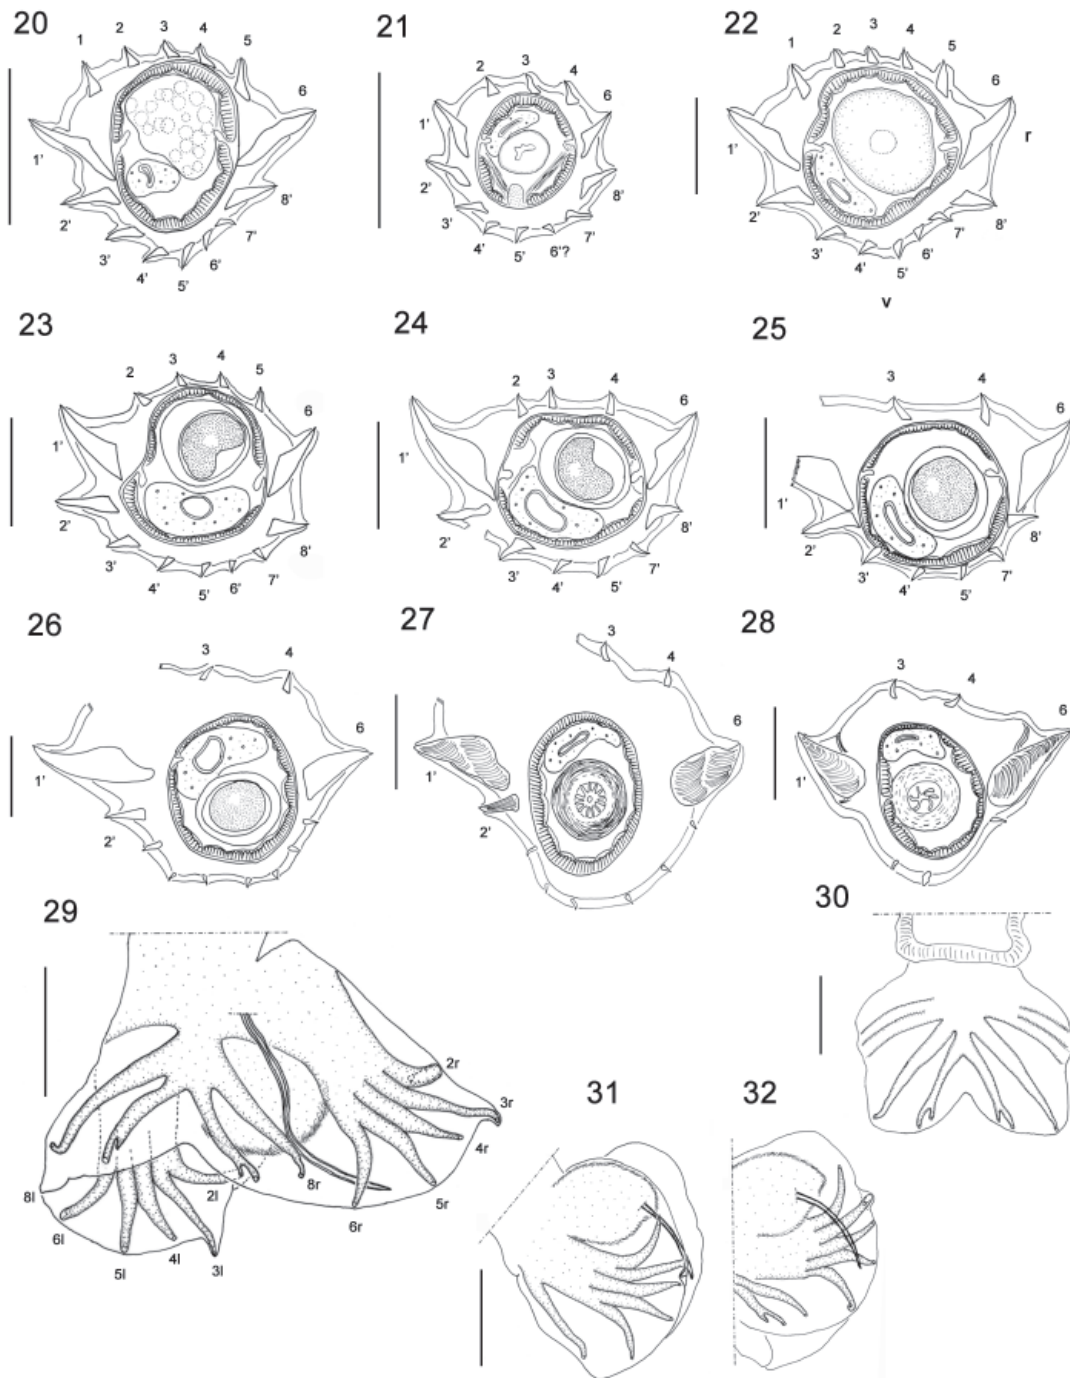 20
1 2 3 4 5 6
1' 2' 3' 4' 5' 6' 7' 8'
21
2 3 4 6
1' 2' 3' 4' 5' 6'? 7' 8'
22
1 2 3 4 5 6
r
1' 2' 3' 4' 5' 6' 7' 8'
v
23
2 3 4 5 6
1' 2' 3' 4' 5' 6' 7' 8'
24
2 3 4 6
1' 2' 3' 4' 5' 7' 8'
25
3 4 6
1' 2' 3' 4' 5' 7' 8'
26
3 4 6
1' 2'
27
3 4 6
1' 2'
28
3 4 6
1'
29
2r 3r 4r 5r 6r 8r
2l 3l 4l 5l 6l 8l
30
31
32